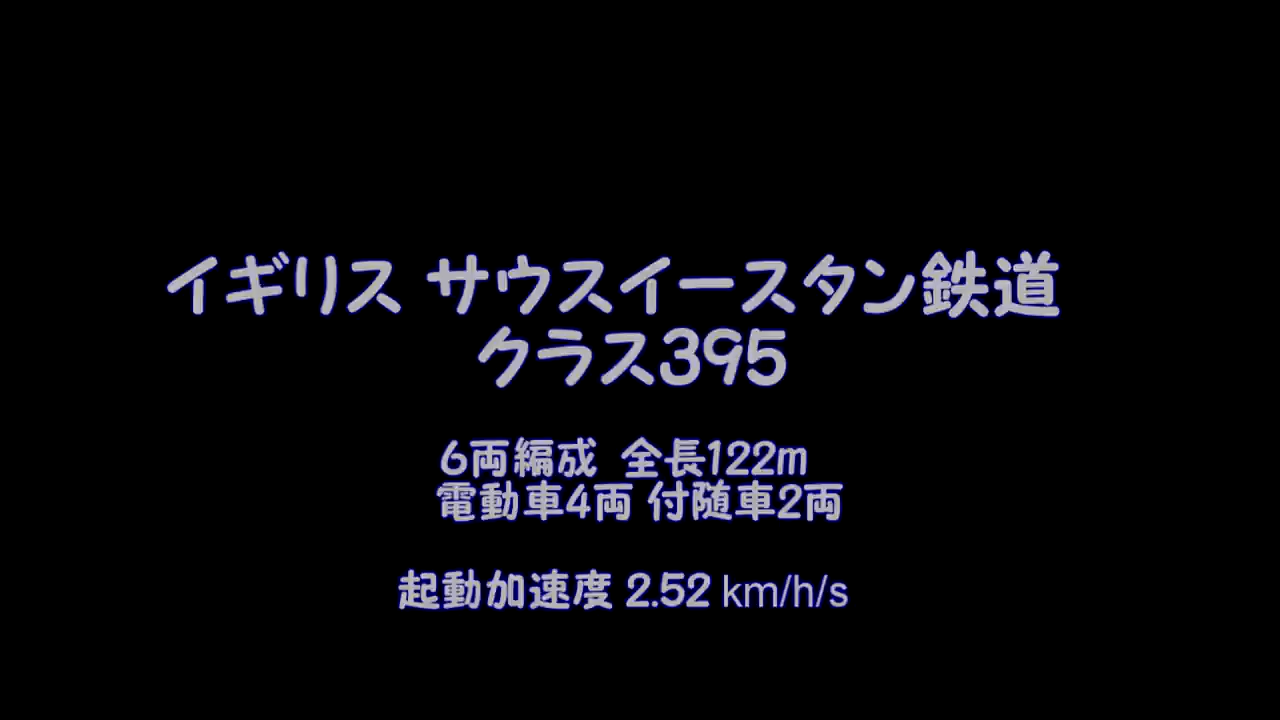 イギリス サウスイースタン鉄道
クラス395
6両編成 全長122m
電動車4両 付随車2両
起動加速度 2.52 km/h/s